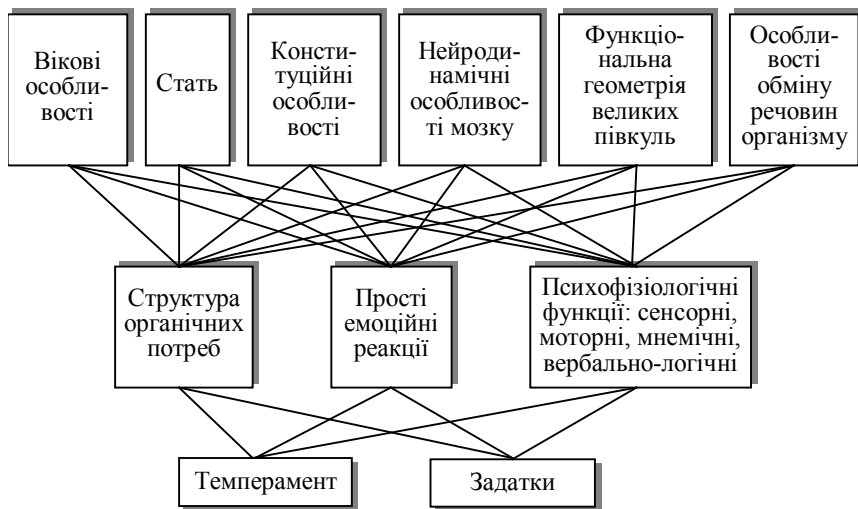 Вікові
особли-
вості
Стать
Консти-
туційні
особли-
вості
Нейроди-
намічні
особливос-
ті мозку
Функціо-
нальна
геометрія
великих
півкуль
Особли-
вості
обміну
речовин
організму
Структура
органічних
потреб
Прості
емоційні
реакції
Психофізіологічні
функції: сенсорні,
моторні, мнемічні,
вербально-логічні
Темперамент
Задатки